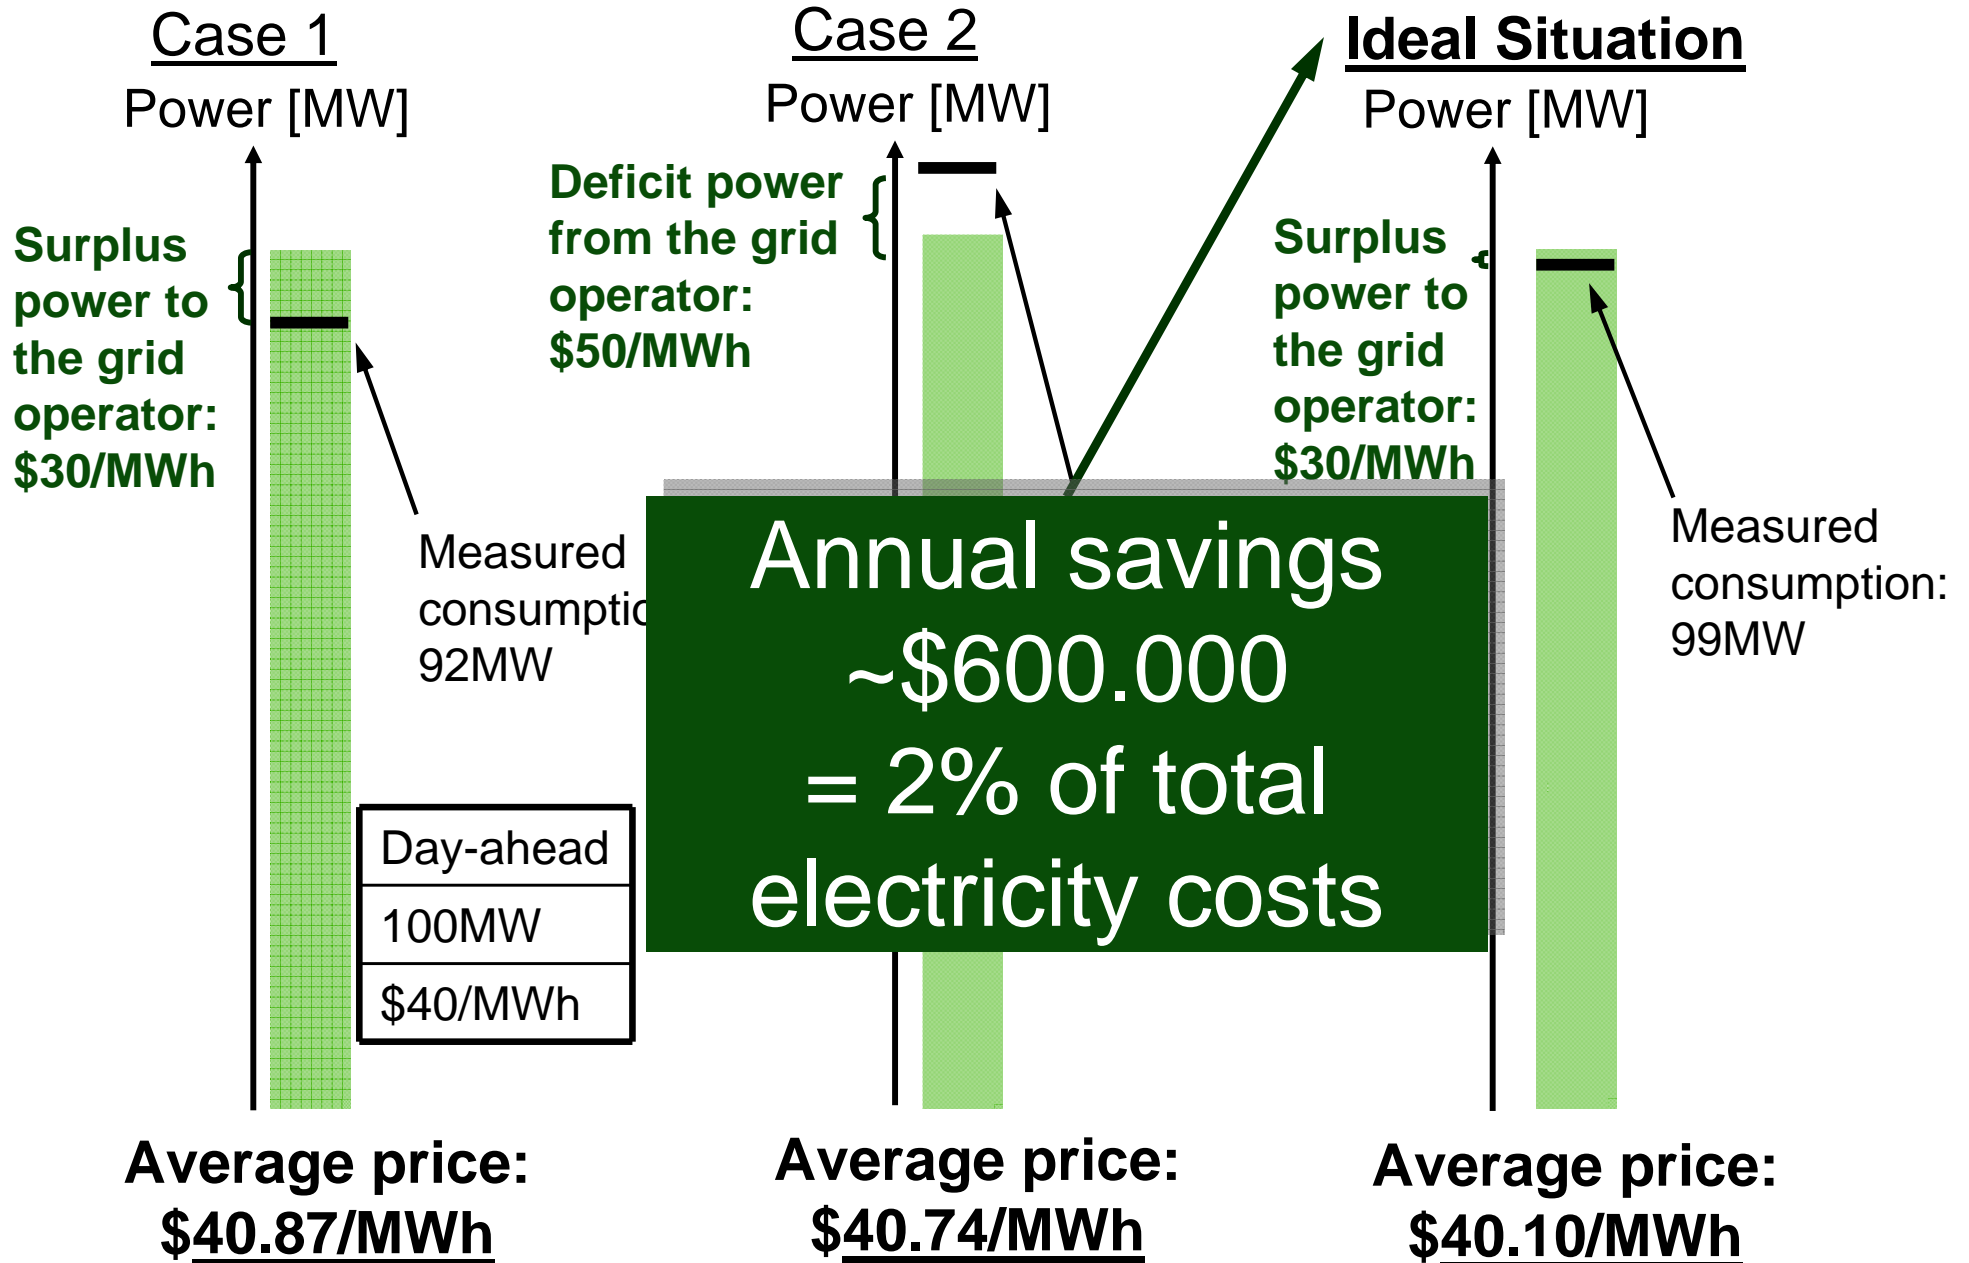 Case 1
Power [MW]
Surplus
power to
the grid
operator:
$30/MWh
Measured
92MW
Day-ahead
100MW
$40/MWh
Average price:
$40.87/MWh
Case 2
Power [MW]
Deficit power
from the grid
operator:
$50/MWh
Annual savings
~$600.000
= 2% of total
electricity costs
Average price:
$40.74/MWh
Ideal Situation
Power [MW]
Surplus
power to
the grid
operator:
$30/MWh
Measured
consumption:
99MW
Average price:
$40.10/MWh